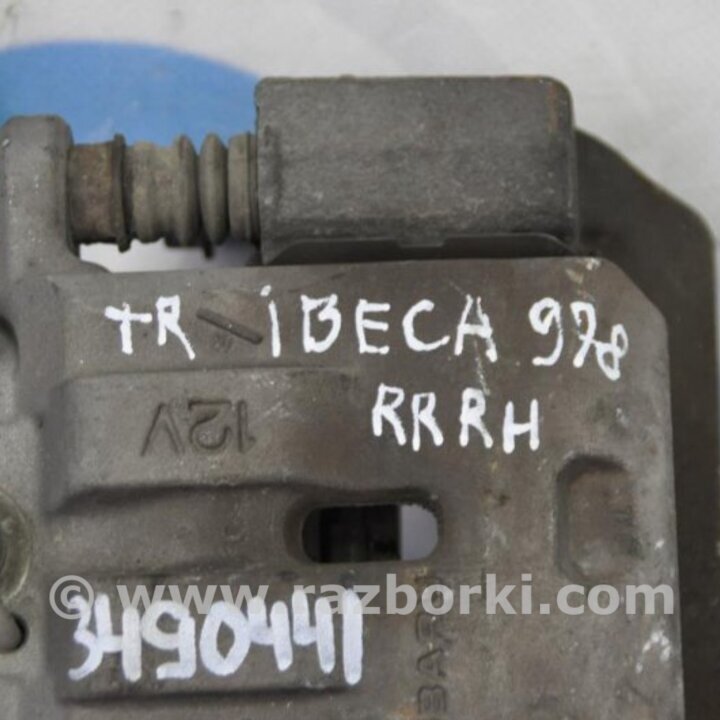 TR IBECA 978
RRRH
12V
© www.razborki.com
3490441